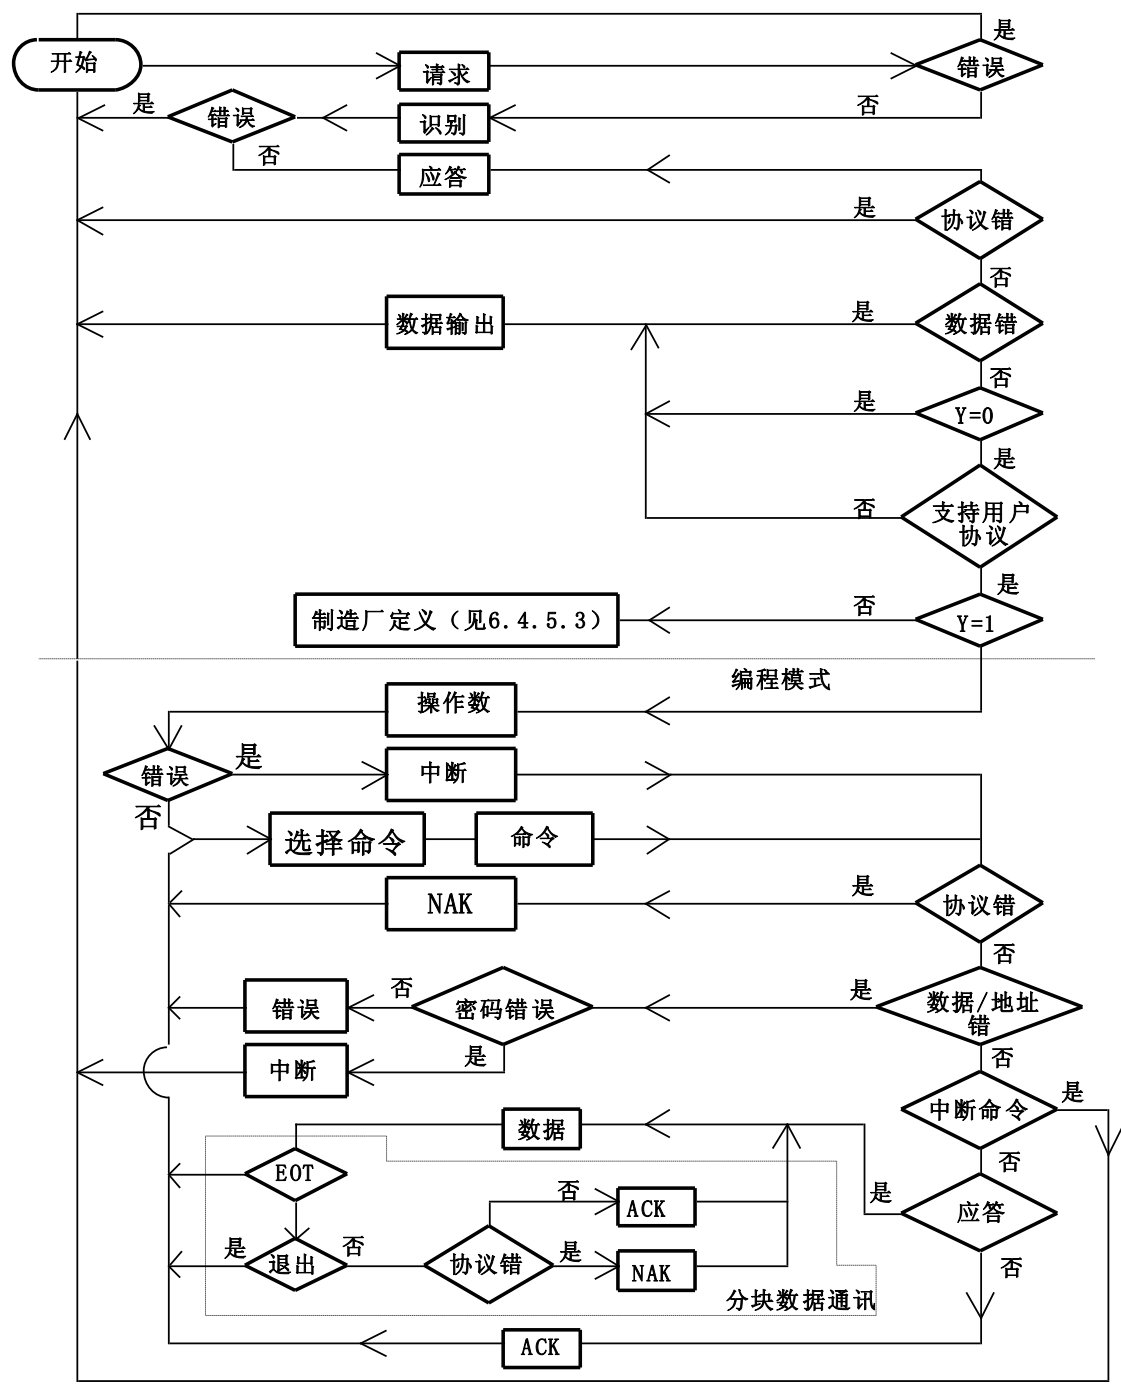 是
开始
请求
错误
是
错误
识别
否
否
应答
是
协议错
否
数据输出
是
数据错
否
是
Y=0
是
否
支持用户
协议
是
制造厂定义（见6.4.5.3）
否
Y=1
编程模式
操作数
错误
是
中断
否
选择命令
命令
NAK
是
协议错
否
错误
否
密码错误
是
数据/地址
错
中断
是
否
中断命令
是
数据
否
EOT
否
ACK
是
应答
是
退出
否
协议错
是
NAK
否
分块数据通讯
ACK